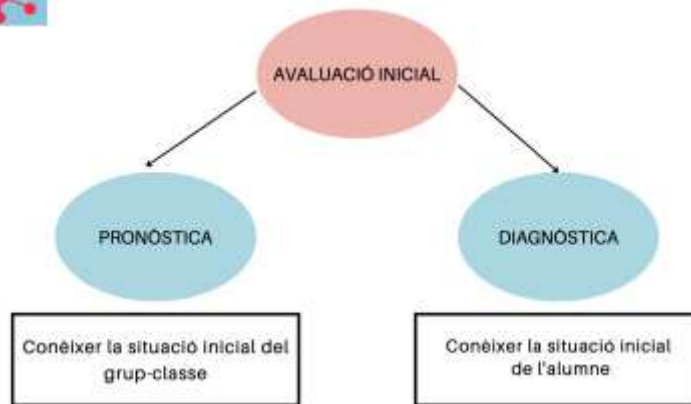 AVALUACIÓ INICIAL
PRONÒSTICA
DIAGNÒSTICA
Conèixer la situació inicial del
grup-classe
Conèixer la situació inicial
de l'alumne